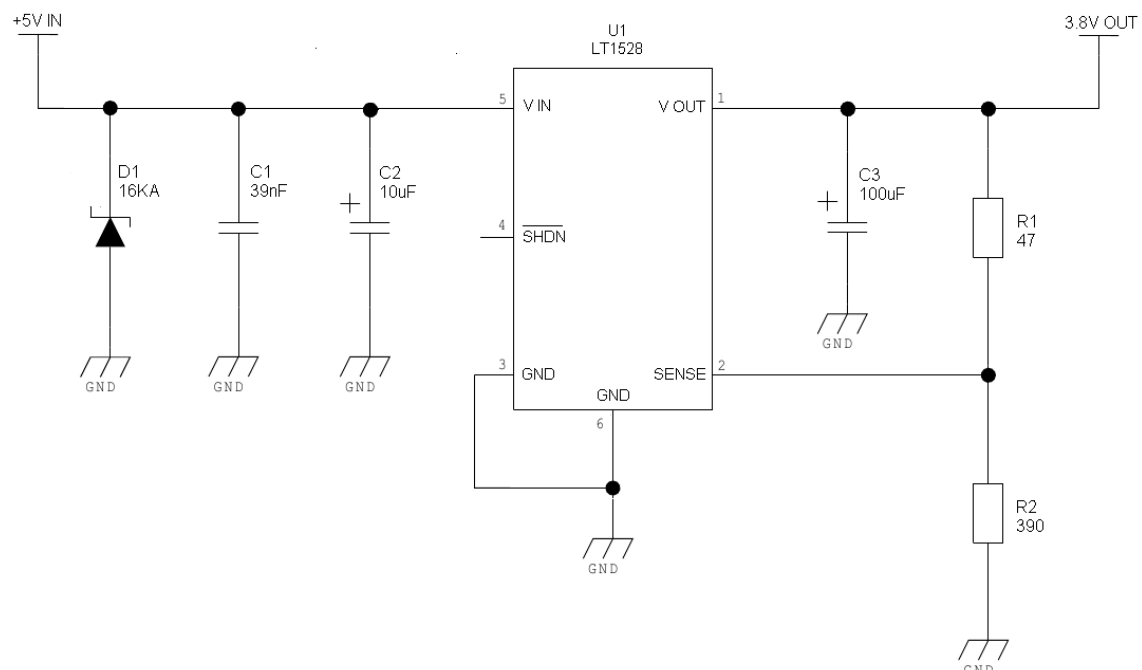 +5V IN
3.8V OUT
U1
LT1528
5
V IN
V OUT
1
D1
16KA
C1
39nF
C2
10uF
+
C3
100uF
+
R1
47
4
SHDN
GND
3
GND
SENSE
2
GND
6
GND
GND
GND
R2
390
GND
GND